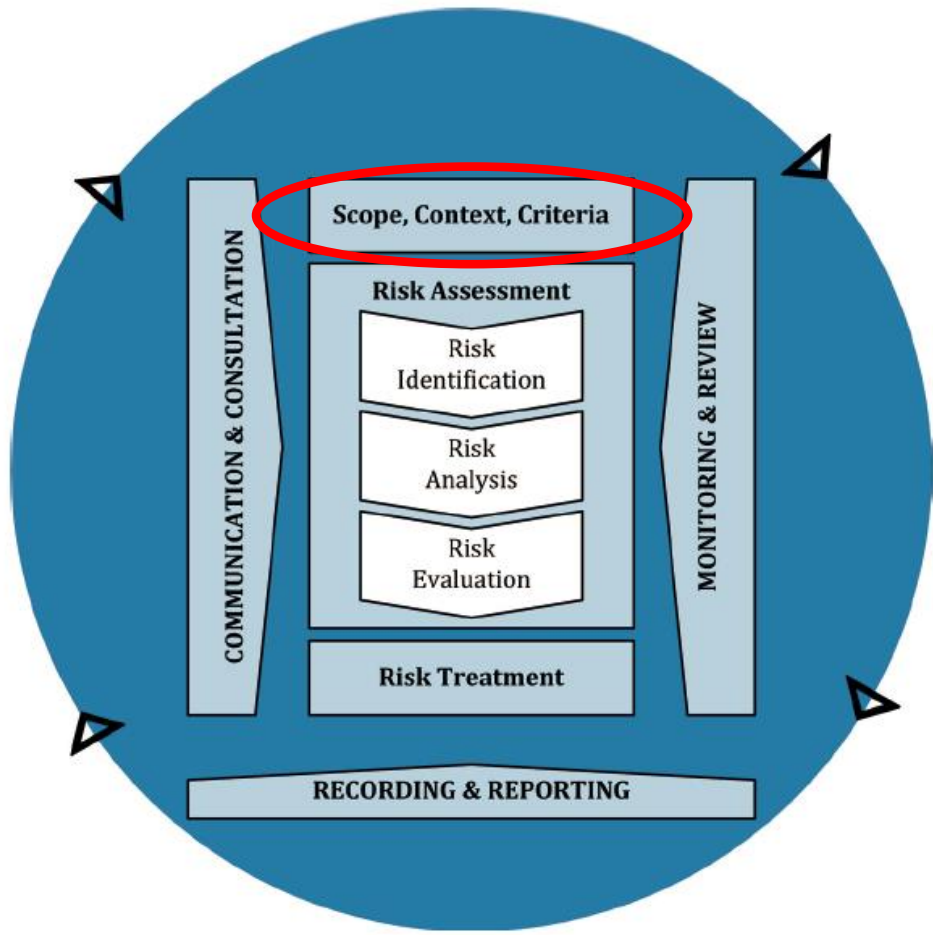 COMMUNICATION & CONSULTATION
Scope, Context, Criteria
Risk Assessment
Risk
Identification
Risk
Analysis
Risk
Evaluation
Risk Treatment
MONITORING & REVIEW
RECORDING & REPORTING